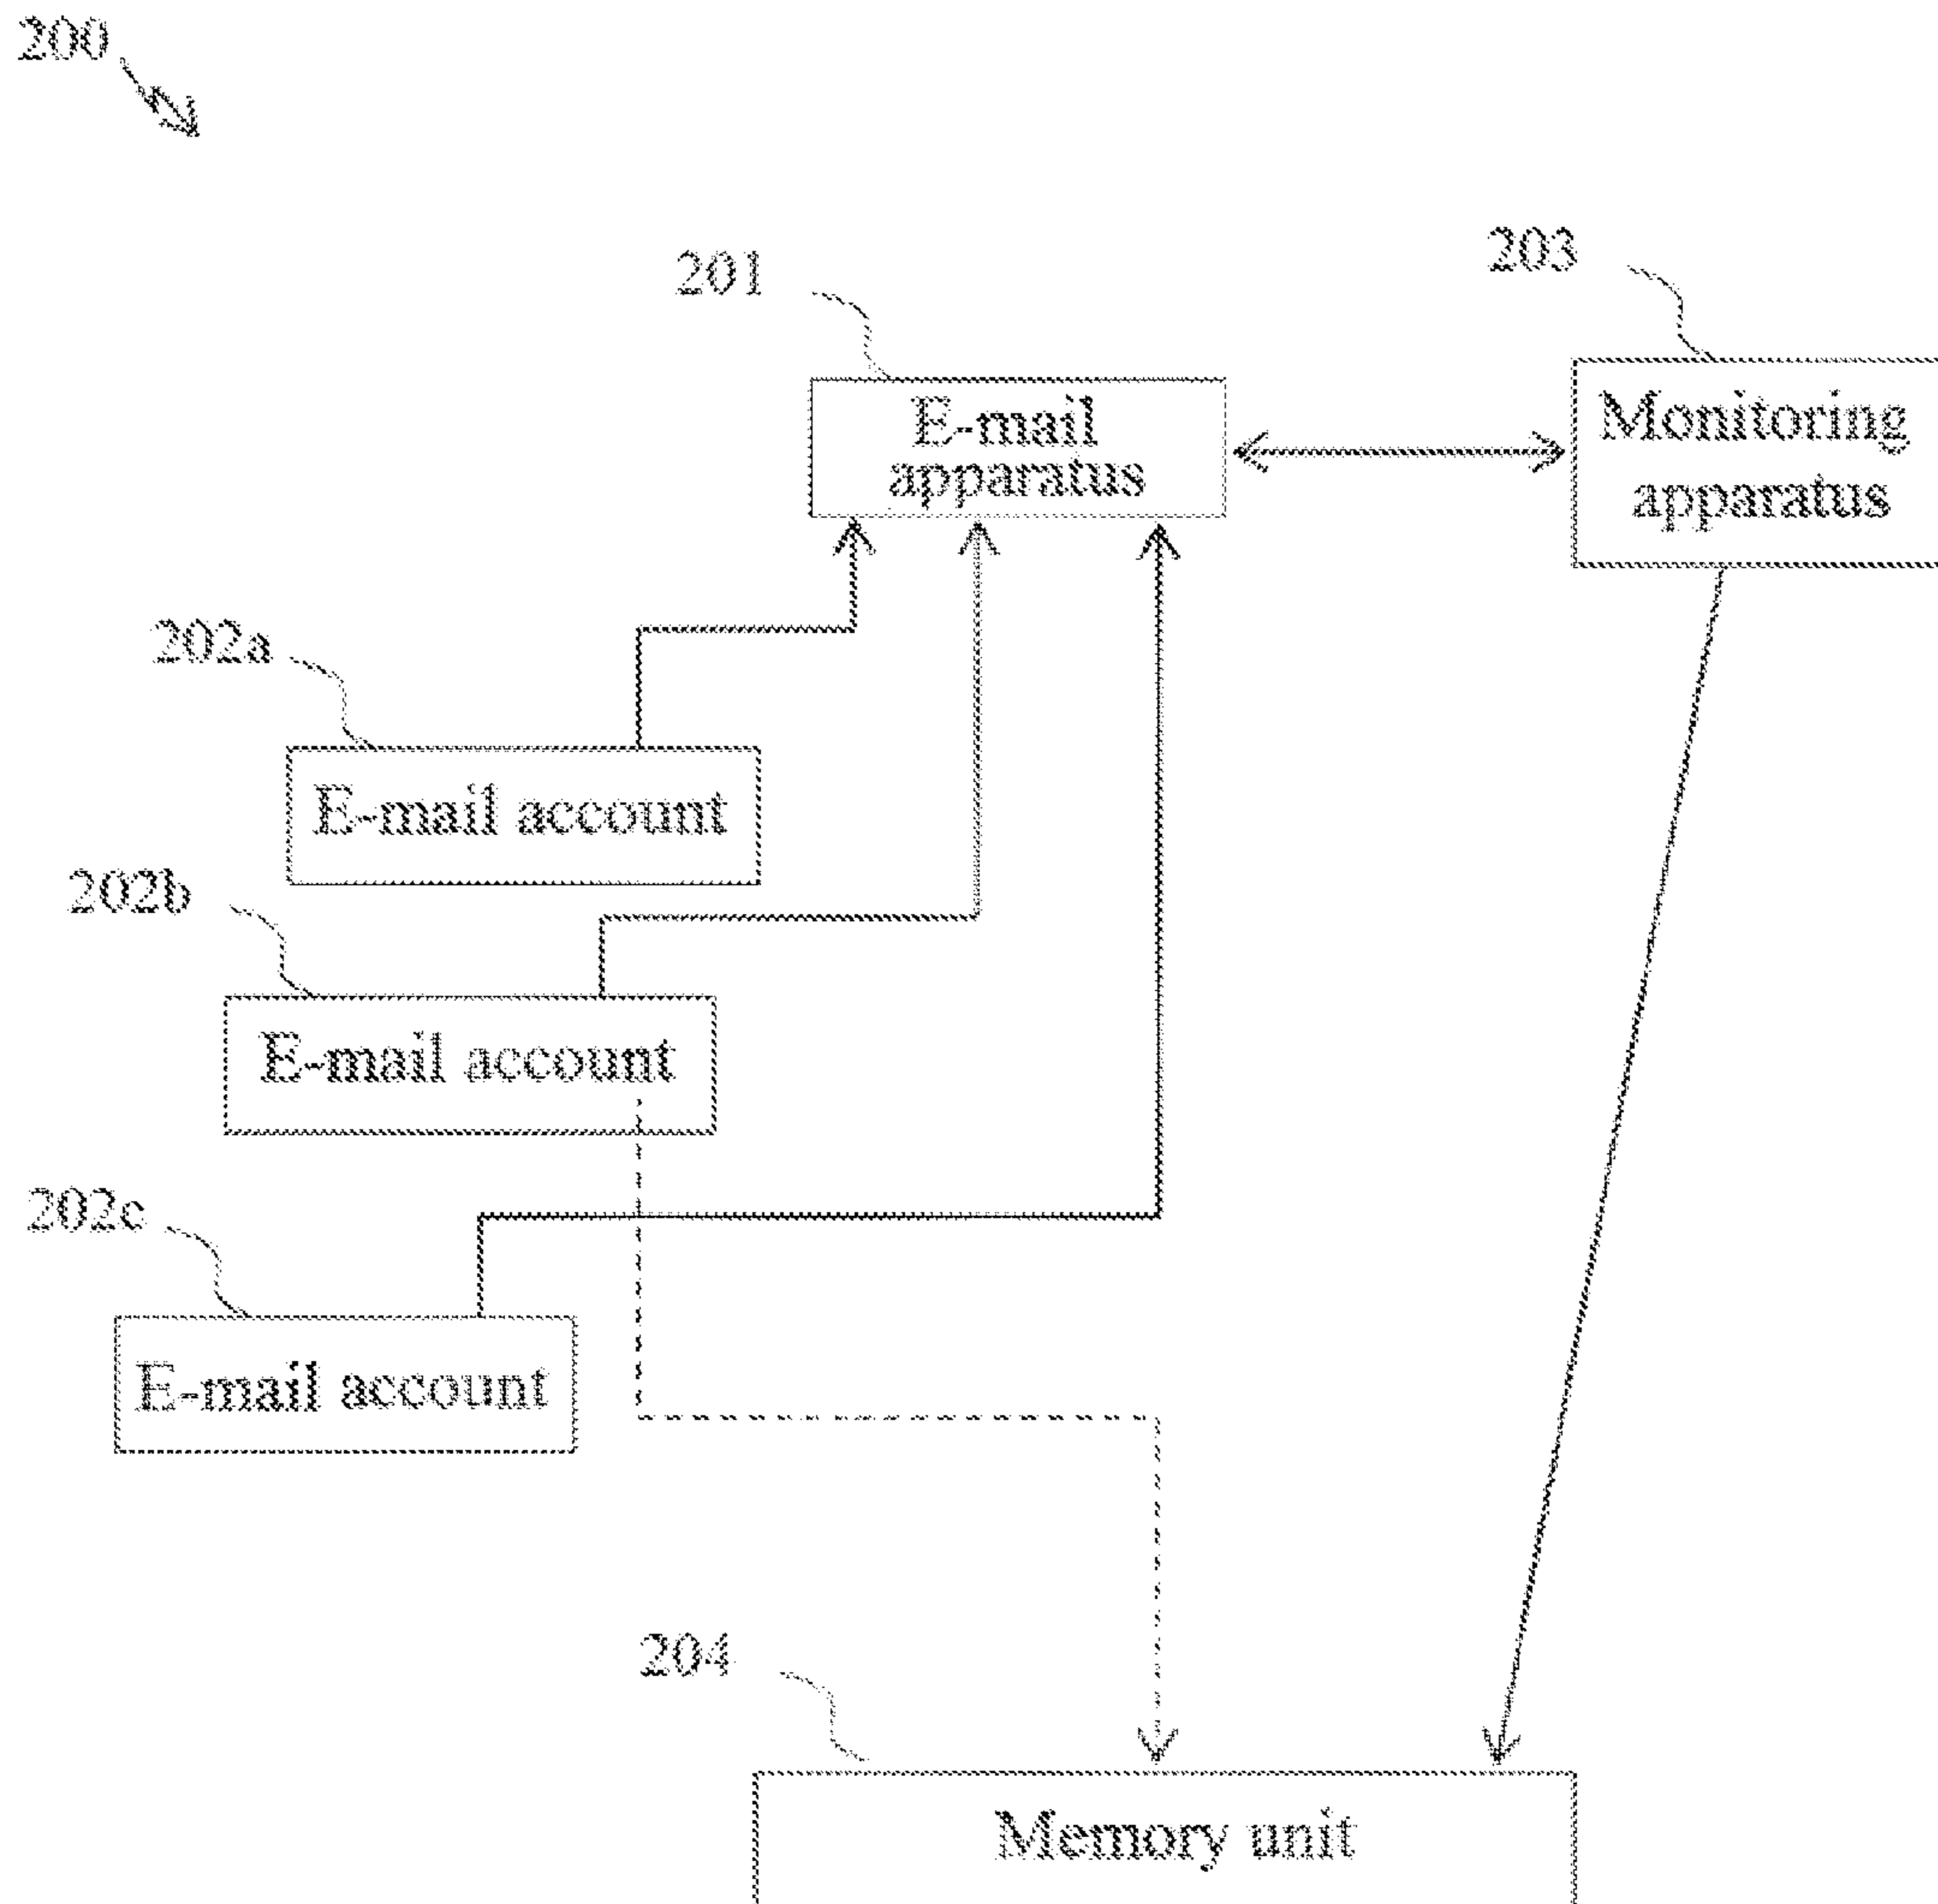 200
201
203
E-mail
apparatus
Monitoring
apparatus
202a
E-mail account
202b
E-mail account
202c
E-mail account
204
Memory unit